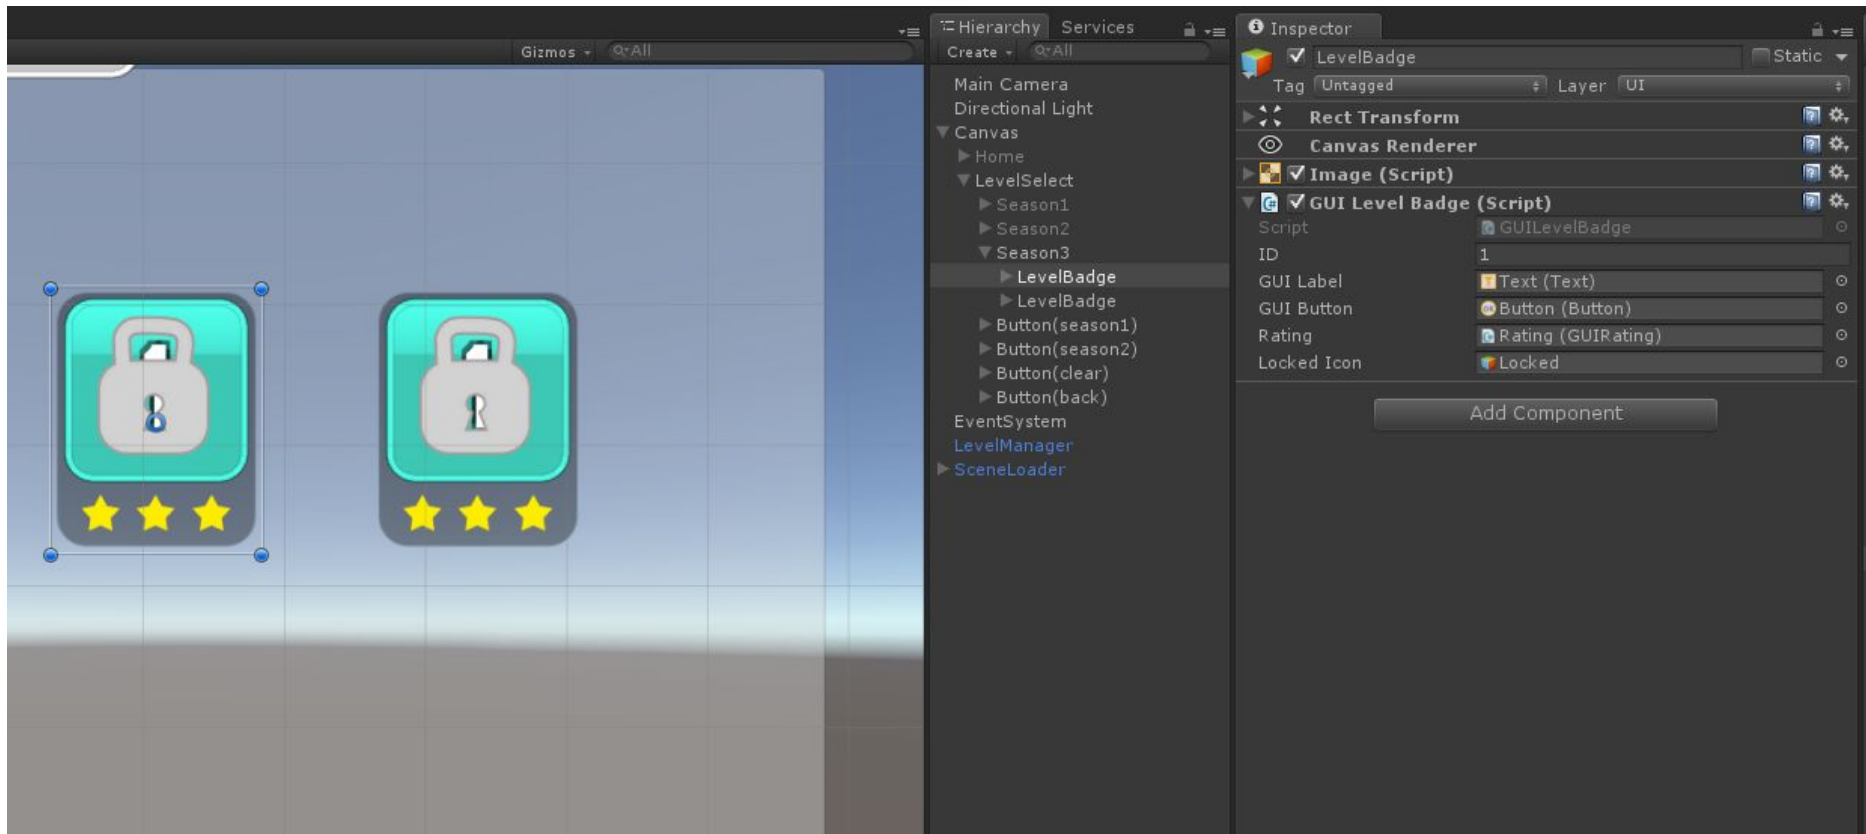 Gizmos
All
Hierarchy Services
Create All
Main Camera
Directional Light
Canvas
Home
LevelSelect
Season1
Season2
Season3
LevelBadge
LevelBadge
Button(season1)
Button(season2)
Button(clear)
Button(back)
EventSystem
LevelManager
SceneLoader
Inspector
LevelBadge Static
Tag Untagged Layer UI
Rect Transform
Canvas Renderer
Image (Script)
GUI Level Badge (Script)
Script GUILevelBadge
ID 1
GUI Label Text (Text)
GUI Button Button (Button)
Rating Rating (GUIRating)
Locked Icon Locked
Add Component